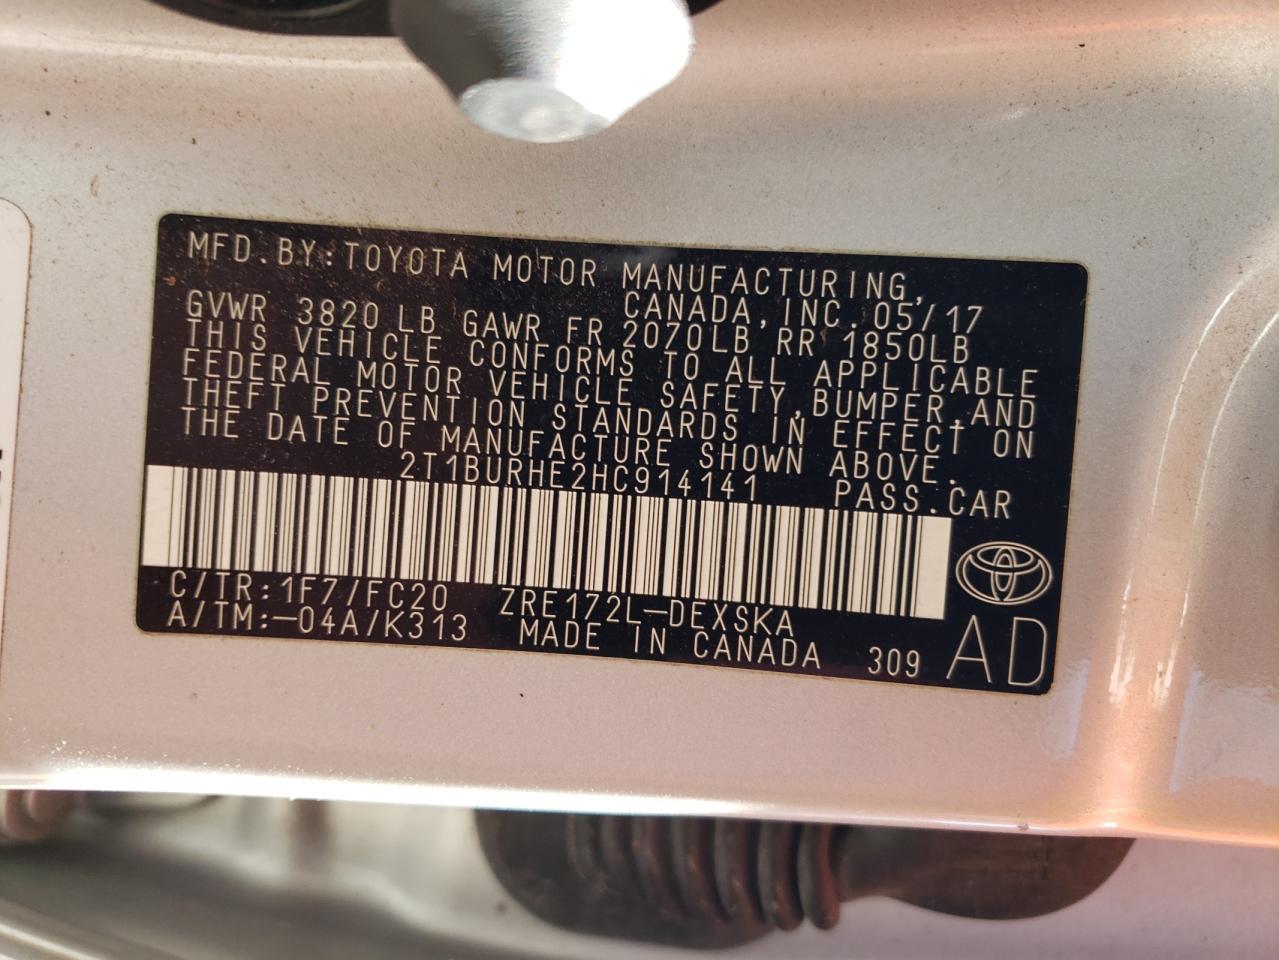 MFD.BY:TOYOTA MOTOR MANUFACTURING,
CANADA,INC.05/17
GVWR 3820 LB GAWR FR 2070LB RR 1850LB
THIS VEHICLE CONFORMS TO ALL APPLICABLE
FEDERAL MOTOR VEHICLE SAFETY,BUMPER,AND
THEFT PREVENTION STANDARDS IN EFFECT ON
THE DATE OF MANUFACTURE SHOWN ABOVE.
2T1BURHE2HC914141 PASS.CAR
C/TR:1F7/FC20 ZRE172L-DEXSKA
A/TM:-04A/K313 MADE IN CANADA 309 AD